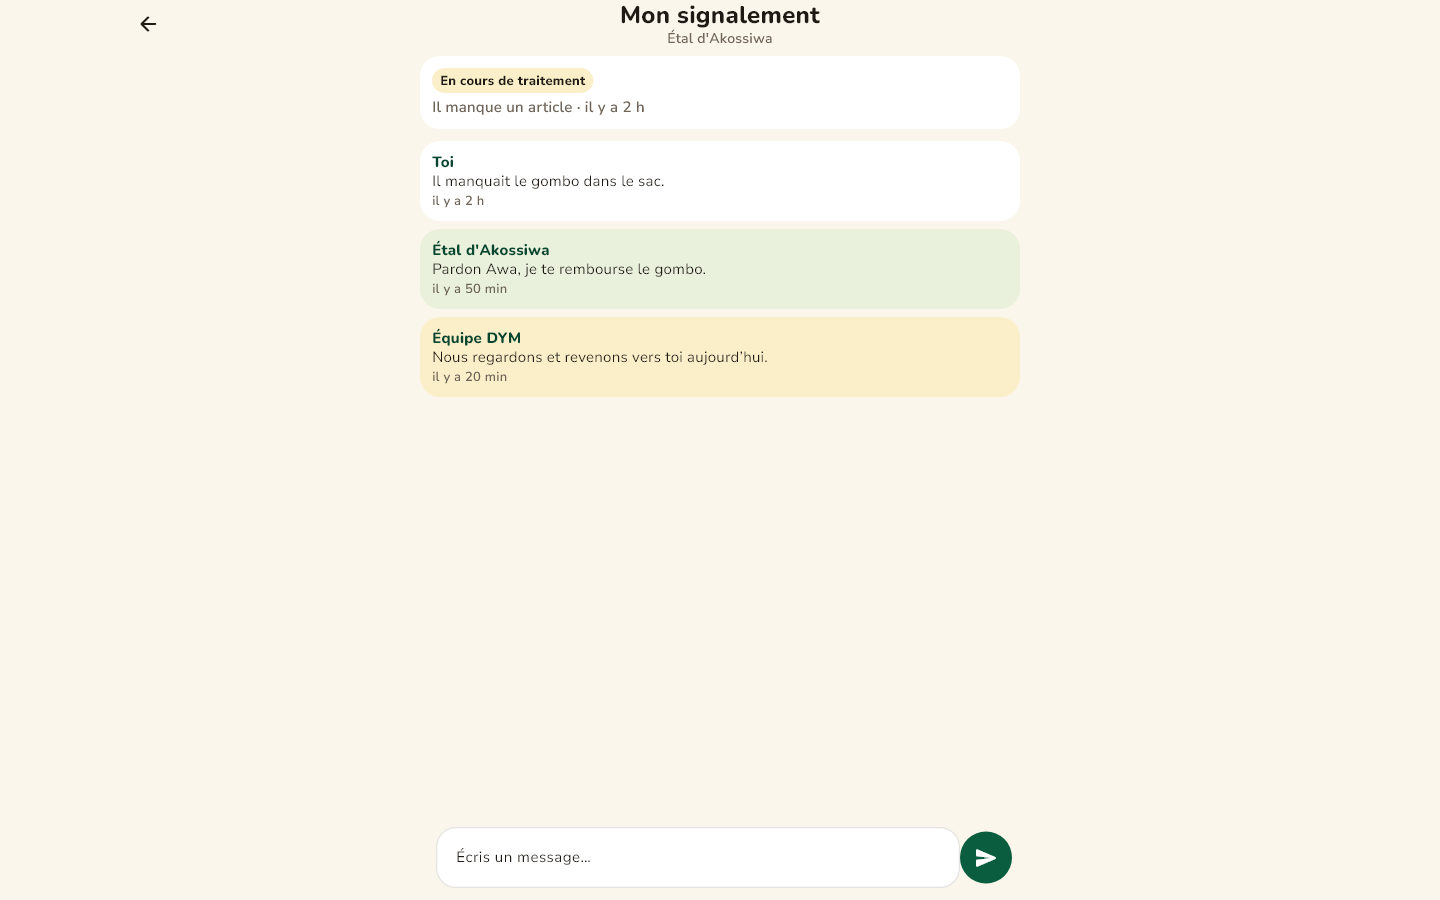 Mon signalement
Étal d'Akossiwa
En cours de traitement
Il manque un article · il y a 2 h
Toi
Il manquait le gombo dans le sac.
il y a 2 h
Étal d'Akossiwa
Pardon Awa, je te rembourse le gombo.
il y a 50 min
Équipe DYM
Nous regardons et revenons vers toi aujourd’hui.
il y a 20 min
Écris un message…